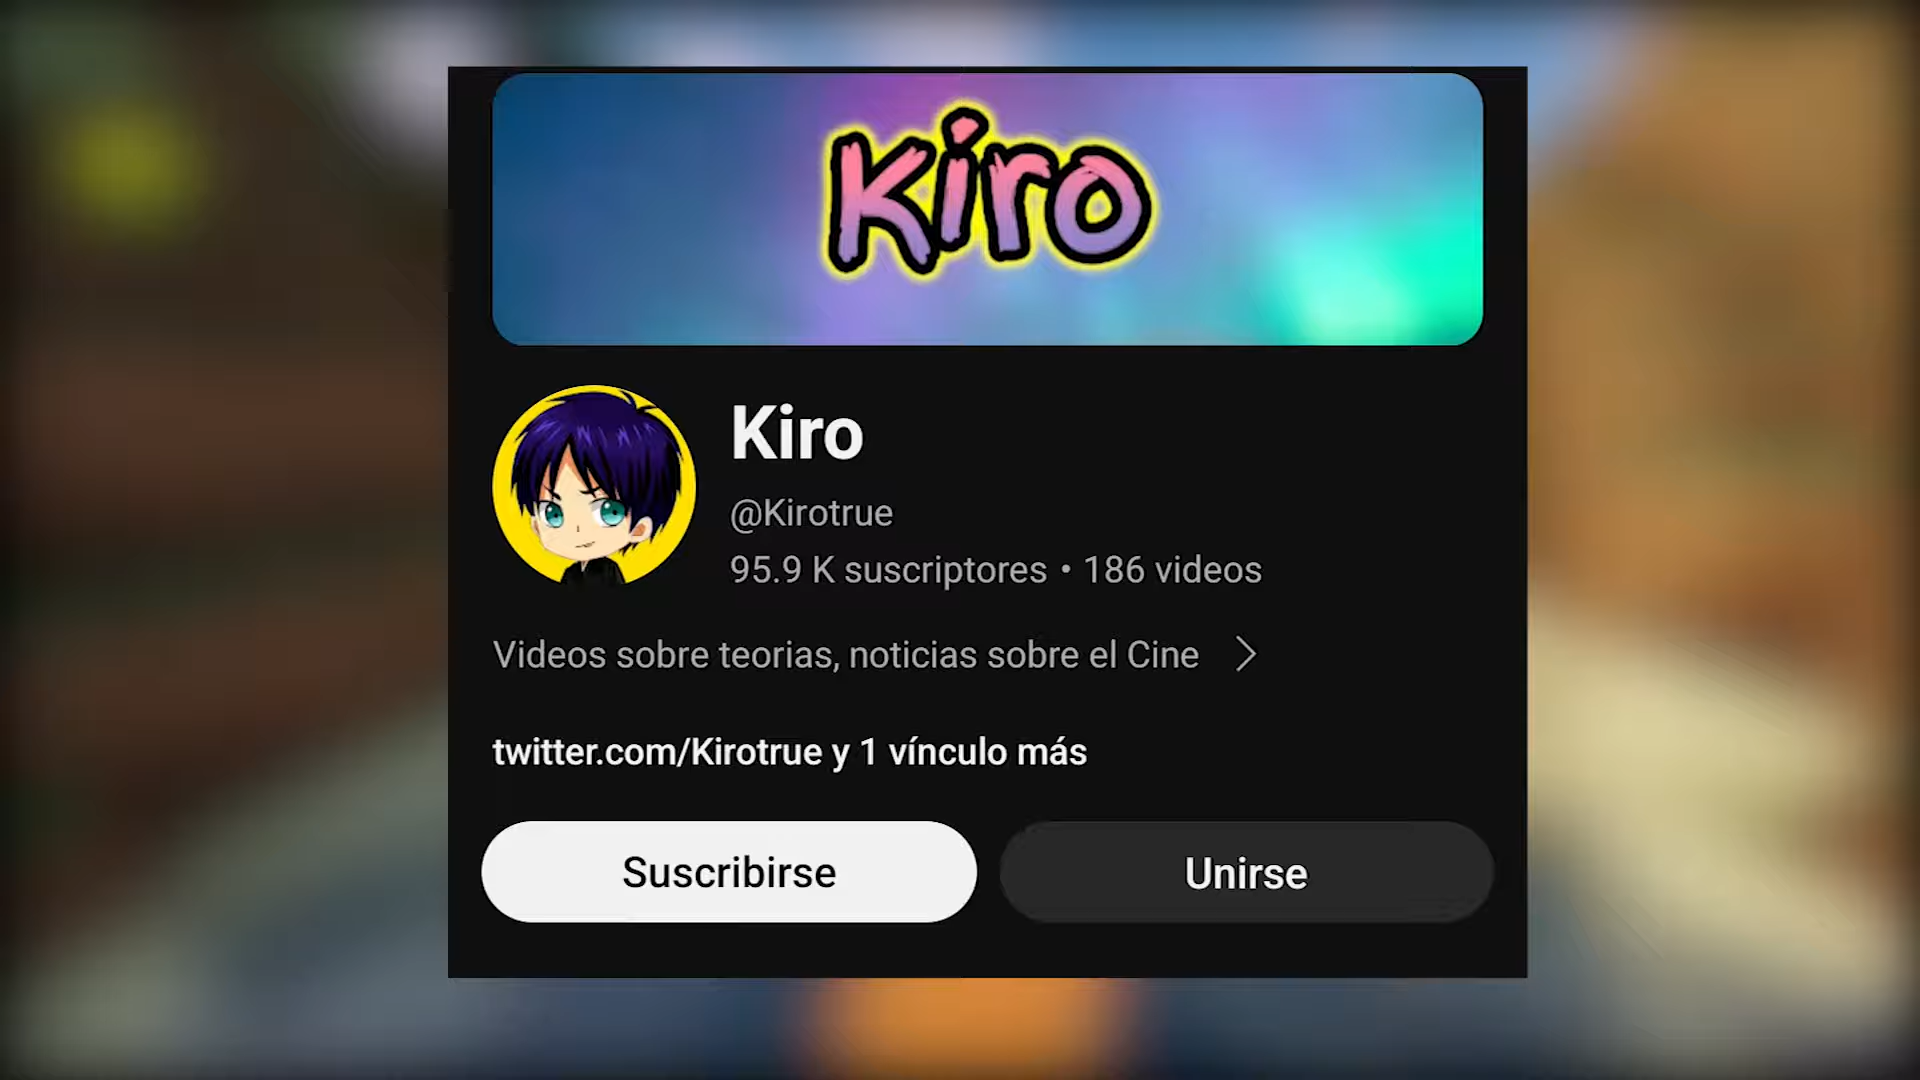 Kiro
Kiro
@Kirotrue
95.9 K suscriptores • 186 videos
Videos sobre teorias, noticias sobre el Cine
twitter.com/Kirotrue y 1 vínculo más
Suscribirse
Unirse